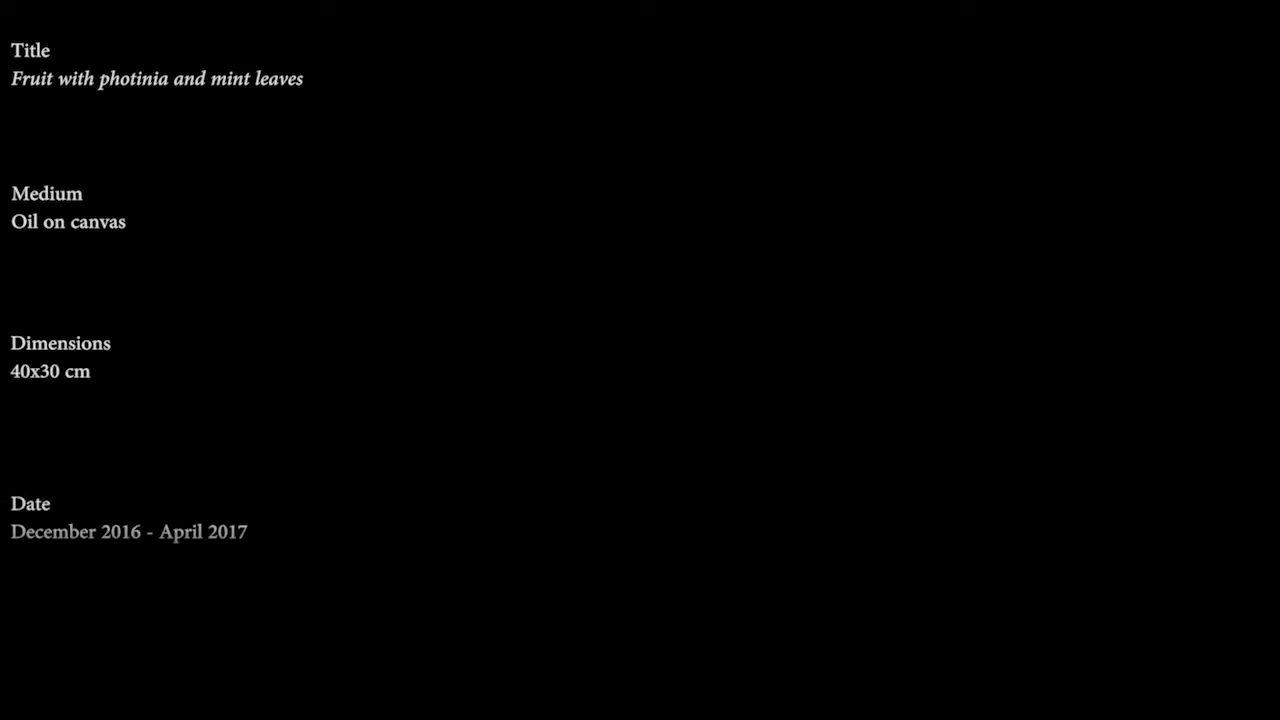 Title
Fruit with photinia and mint leaves
Medium
Oil on canvas
Dimensions
40x30 cm
Date
December 2016 - April 2017